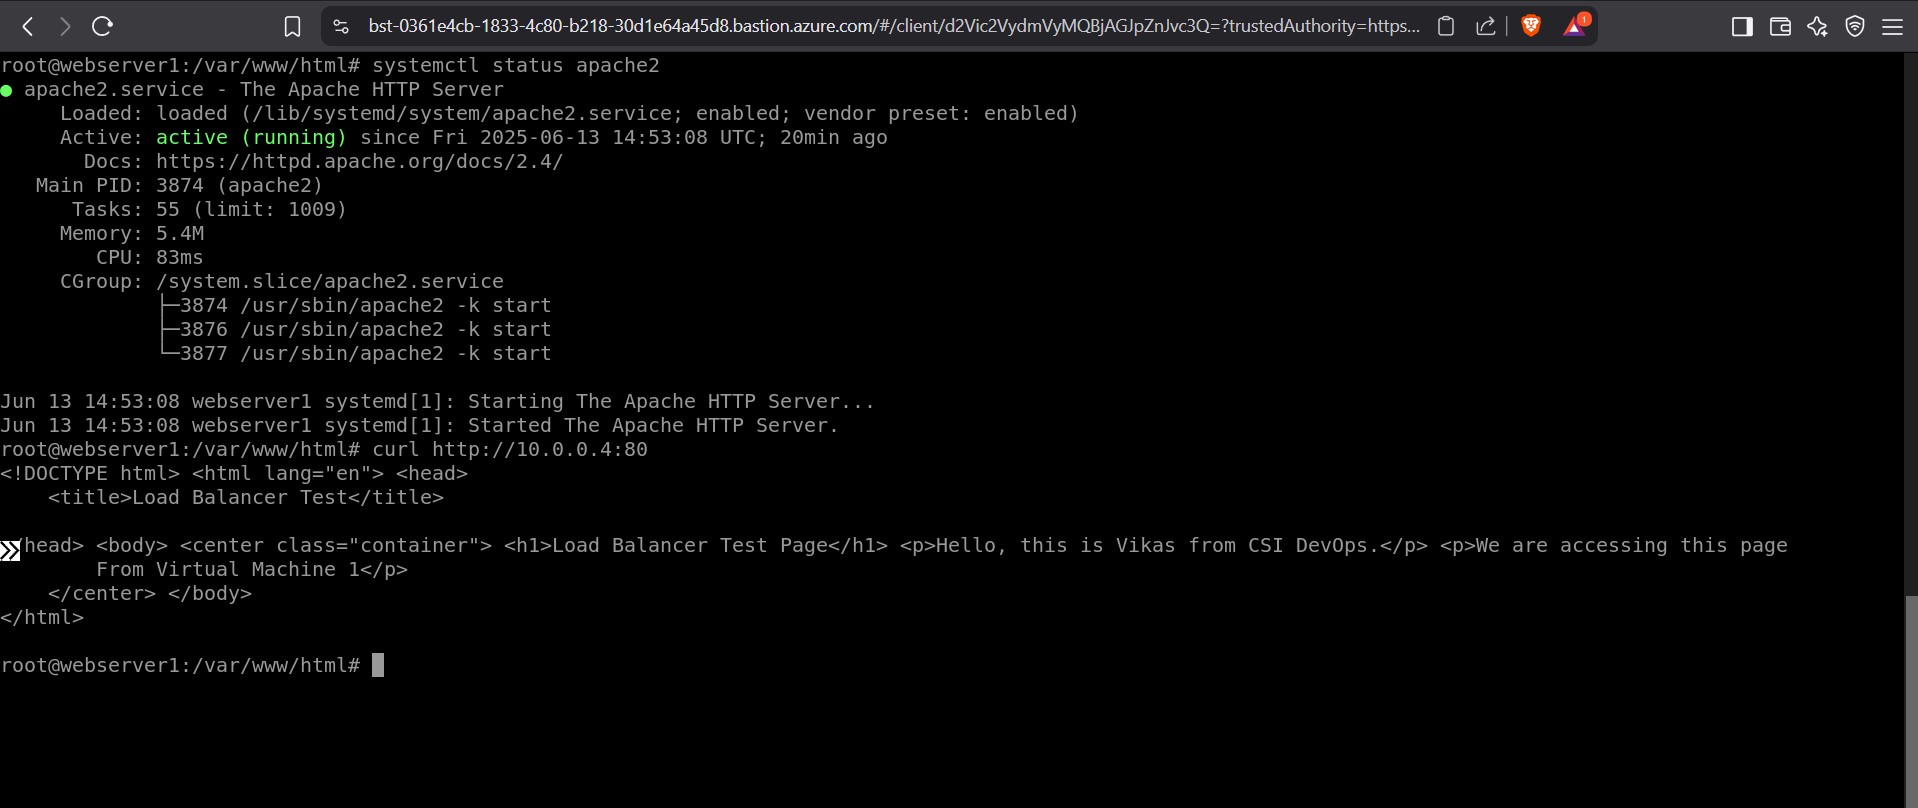 bst-0361e4cb-1833-4c80-b218-30d1e64a45d8.bastion.azure.com/#/client/d2Vic2VydmVyMQBjAGJpZnJvc3Q=?trustedAuthority=https...
1
root@webserver1:/var/www/html# systemctl status apache2
● apache2.service - The Apache HTTP Server
     Loaded: loaded (/lib/systemd/system/apache2.service; enabled; vendor preset: enabled)
     Active: active (running) since Fri 2025-06-13 14:53:08 UTC; 20min ago
       Docs: https://httpd.apache.org/docs/2.4/
   Main PID: 3874 (apache2)
      Tasks: 55 (limit: 1009)
     Memory: 5.4M
        CPU: 83ms
     CGroup: /system.slice/apache2.service
             ├─3874 /usr/sbin/apache2 -k start
             ├─3876 /usr/sbin/apache2 -k start
             └─3877 /usr/sbin/apache2 -k start
Jun 13 14:53:08 webserver1 systemd[1]: Starting The Apache HTTP Server...
Jun 13 14:53:08 webserver1 systemd[1]: Started The Apache HTTP Server.
root@webserver1:/var/www/html# curl http://10.0.0.4:80
<!DOCTYPE html> <html lang="en"> <head>
    <title>Load Balancer Test</title>
head> <body> <center class="container"> <h1>Load Balancer Test Page</h1> <p>Hello, this is Vikas from CSI DevOps.</p> <p>We are accessing this page
        From Virtual Machine 1</p>
    </center> </body>
</html>
root@webserver1:/var/www/html#